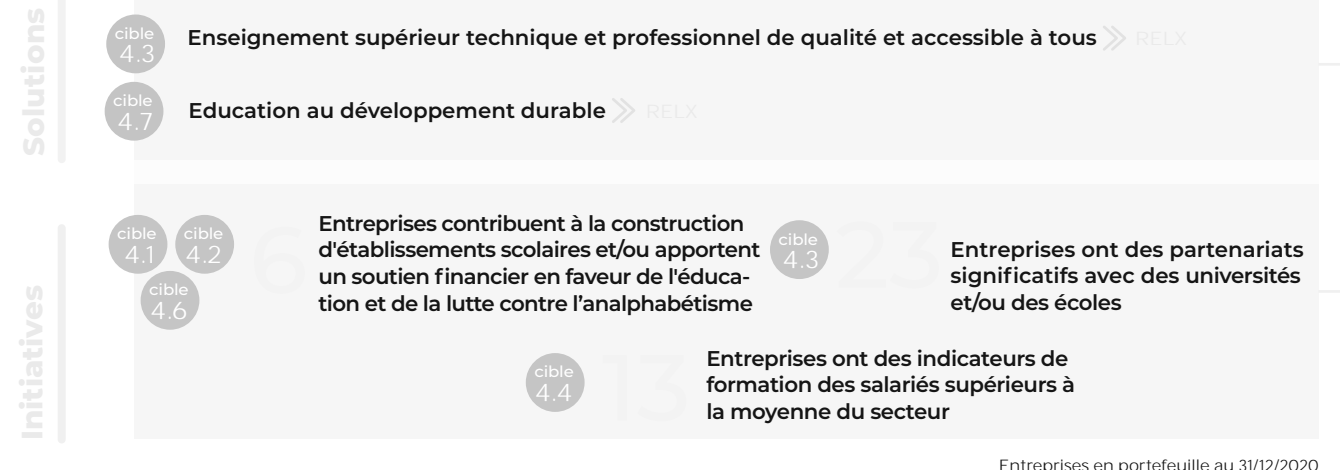 Solutions
cible
4.3
Enseignement supérieur technique et professionnel de qualité et accessible à tous RELX
cible
4.7
Education au développement durable RELX
Initiatives
cible
4.1
cible
4.2
cible
4.6
6
Entreprises contribuent à la construction
d'établissements scolaires et/ou apportent
un soutien financier en faveur de l'éduca-
tion et de la lutte contre l’analphabétisme
cible
4.3
23
Entreprises ont des partenariats
significatifs avec des universités
et/ou des écoles
cible
4.4
13
Entreprises ont des indicateurs de
formation des salariés supérieurs à
la moyenne du secteur
Entreprises en portefeuille au 31/12/2020